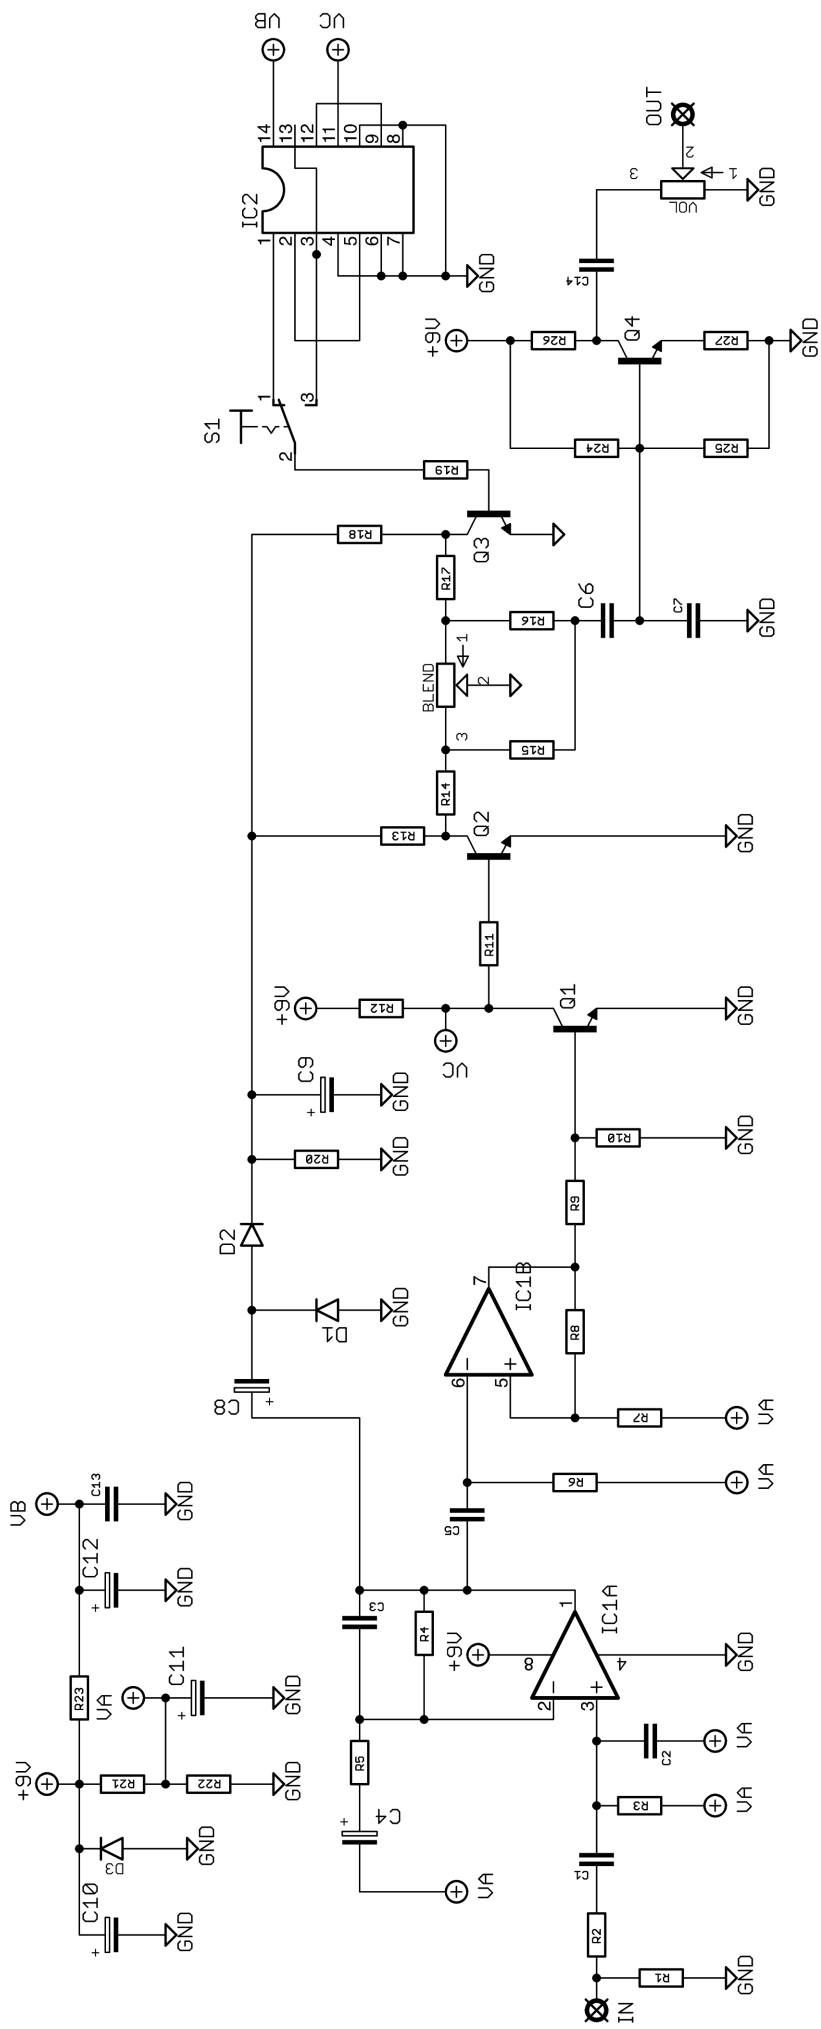 VB
VC
14
13
12
11
10
9
8
IC2
1
2
3
4
5
6
7
GND
OUT
2
3
1
VOL
GND
C14
+9V
R26
Q4
R27
GND
R24
R25
S1
1
3
2
R19
R18
Q3
R17
C6
C7
GND
R16
BLEND
1
2
3
R15
R14
R13
Q2
GND
R11
+9V
R12
VC
Q1
GND
C9
+
GND
R20
GND
R10
GND
R9
D2
D1
GND
7
IC1B
R8
6
5
−
+
C8
+
R7
VA
R6
VA
C5
VB
C13
GND
C12
+
GND
R23
VA
C11
+
GND
+9V
R21
R22
GND
D3
GND
C10
+
GND
C3
R4
+9V
8
1
IC1A
4
GND
2
3
−
+
R5
C4
+
VA
C2
VA
R3
VA
C1
R2
R1
GND
IN